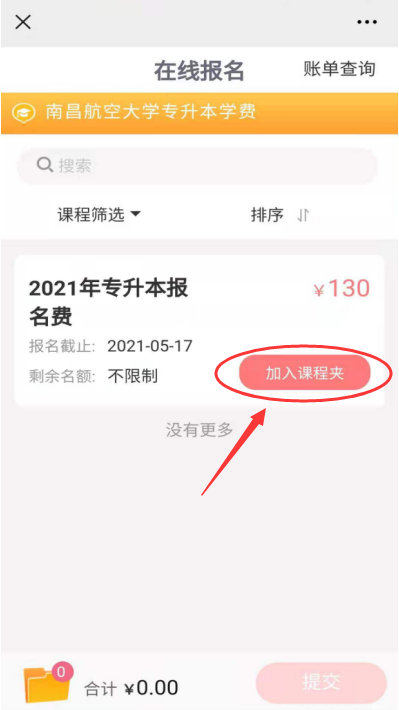 在线报名 账单查询
南昌航空大学专升本学费
搜索
课程筛选 排序
2021年专升本报 ¥130
名费
报名截止: 2021-05-17
剩余名额: 不限制 加入课程夹
没有更多
0
合计 ¥0.00 提交